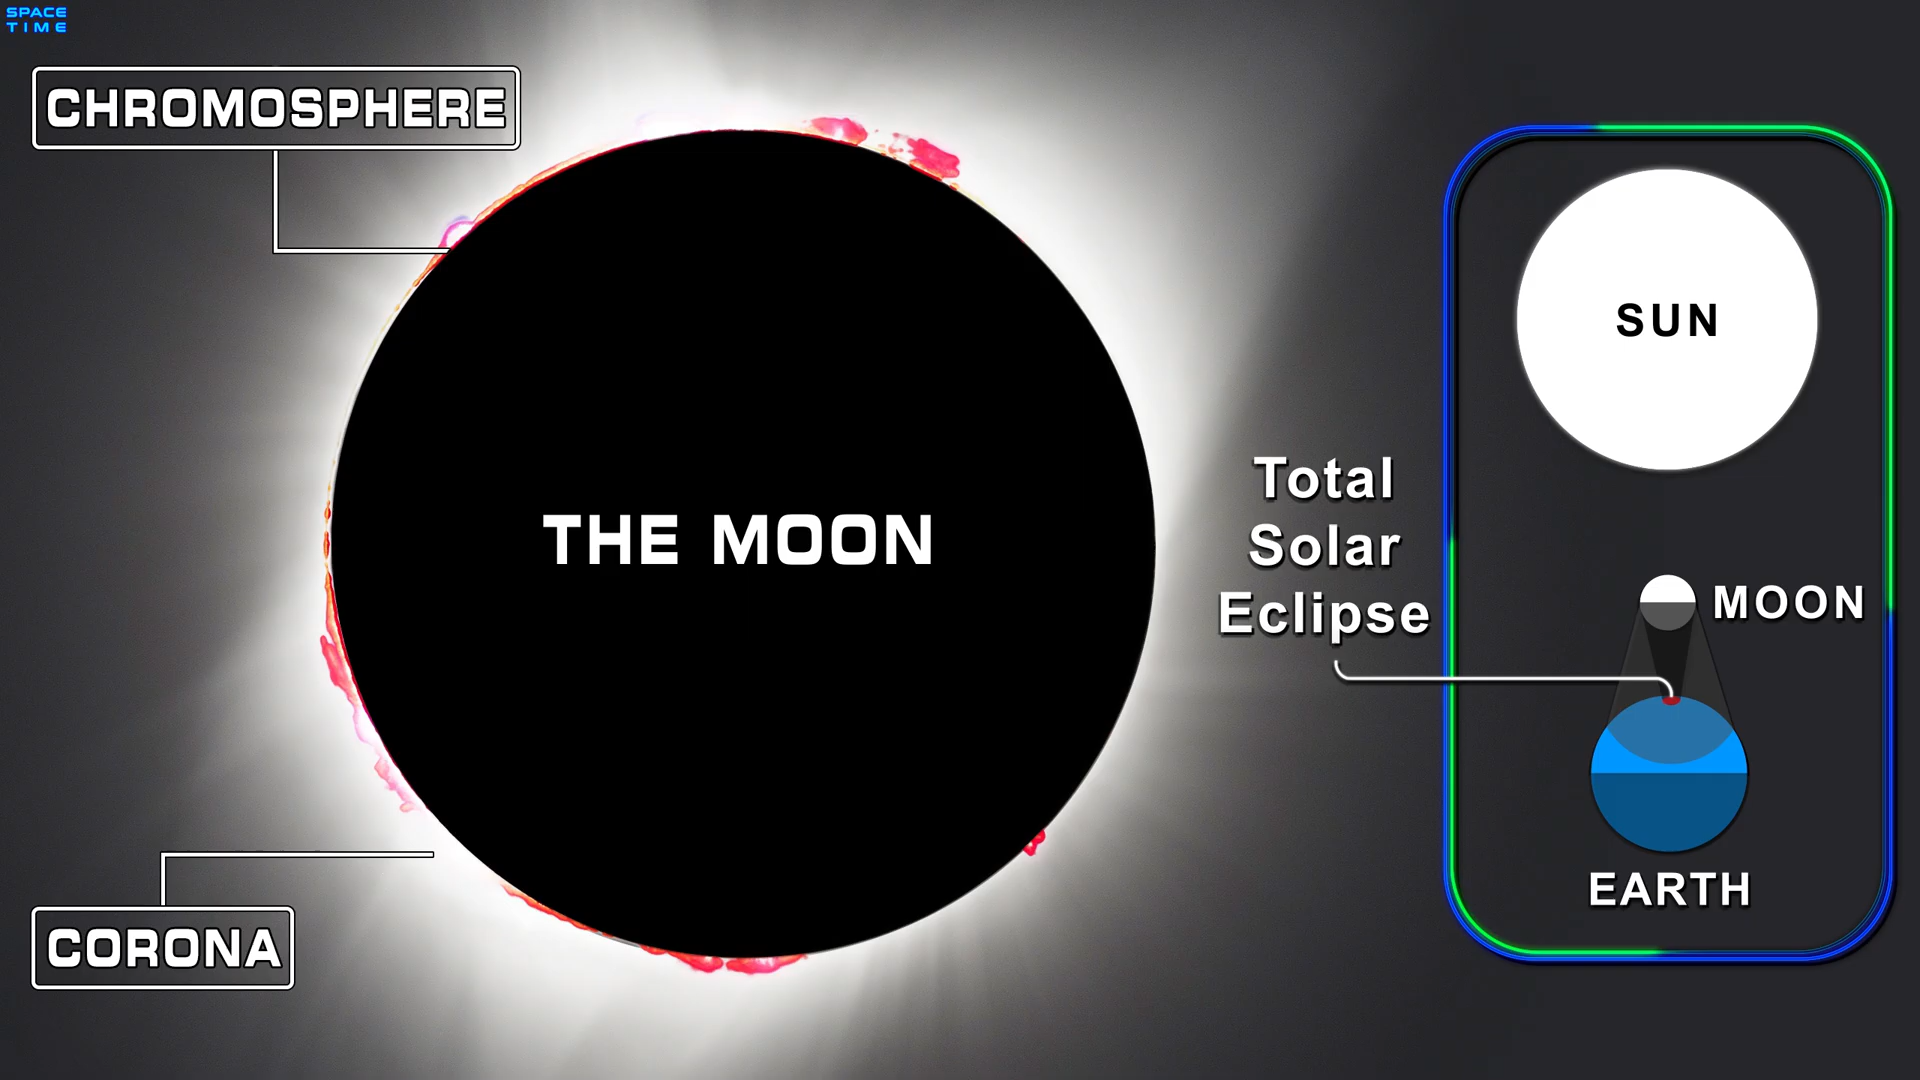 SPACE
TIME
CHROMOSPHERE
THE MOON
CORONA
Total
Solar
Eclipse
SUN
MOON
EARTH